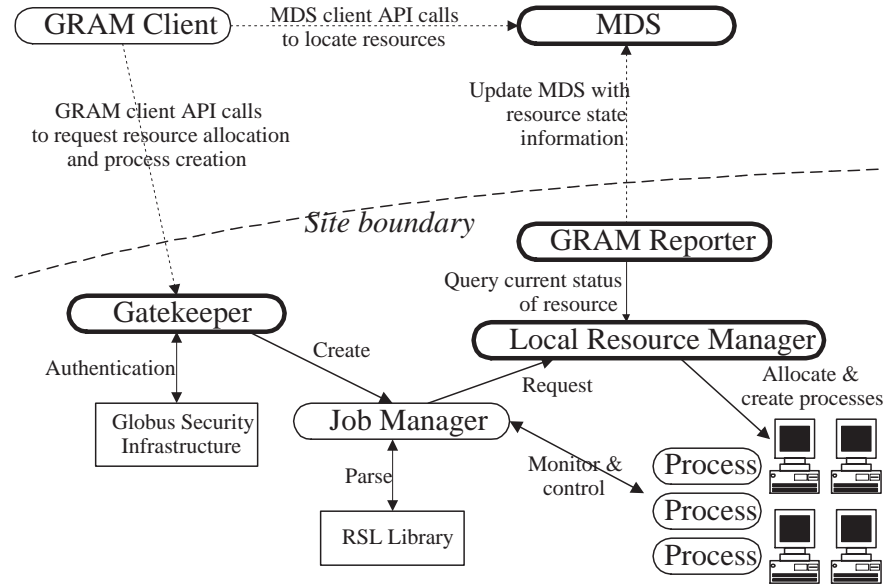 GRAM Client
MDS client API calls
to locate resources
MDS
GRAM client API calls
to request resource allocation
and process creation
Update MDS with
resource state
information
Site boundary
GRAM Reporter
Query current status
of resource
Gatekeeper
Local Resource Manager
Authentication
Create
Request
Allocate &
create processes
Globus Security
Infrastructure
Job Manager
Monitor &
control
Process
Parse
Process
RSL Library
Process